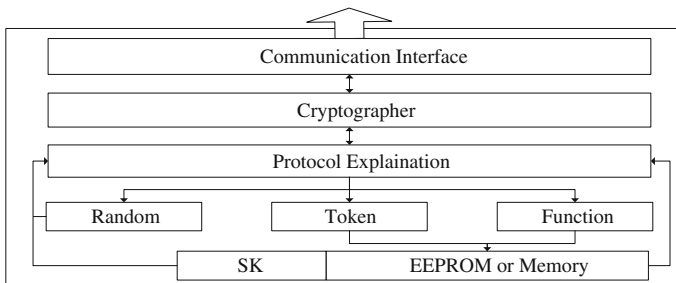 Communication Interface
Cryptographer
Protocol Explaination
Random Token Function
SK EEPROM or Memory